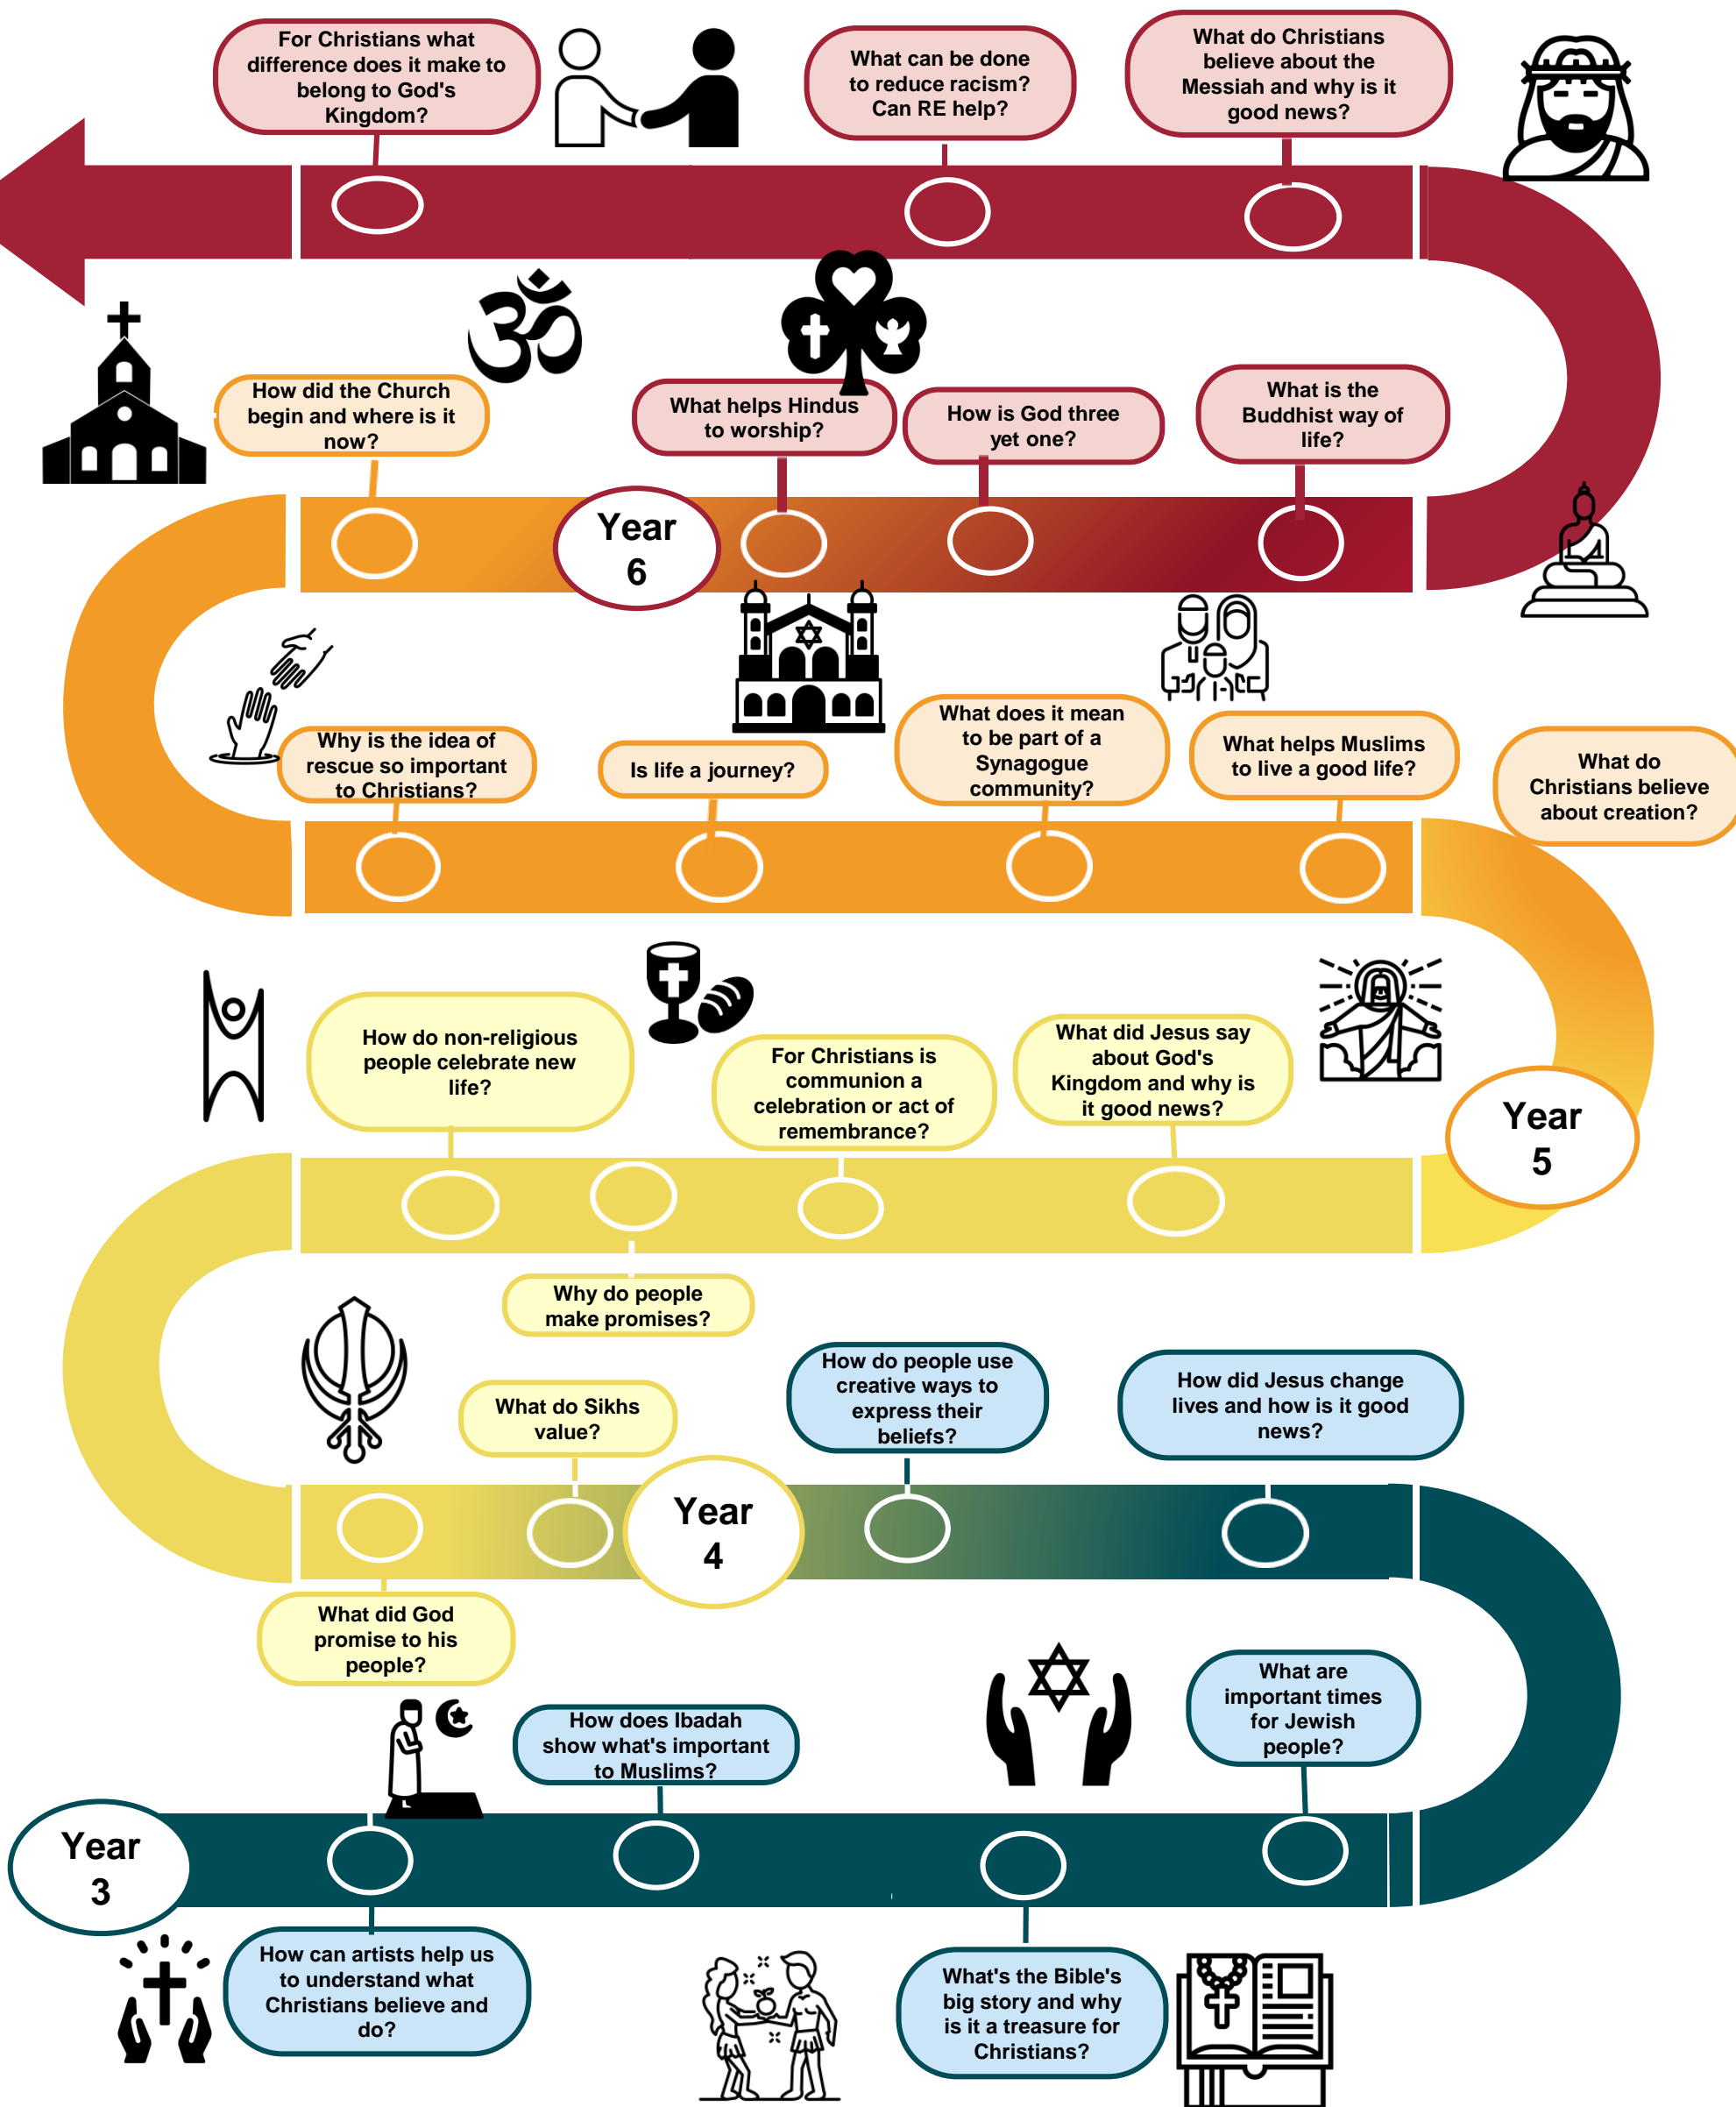 For Christians what
difference does it make to
belong to God's
Kingdom?
What can be done
to reduce racism?
Can RE help?
What do Christians
believe about the
Messiah and why is it
good news?
How did the Church
begin and where is it
now?
What helps Hindus
to worship?
How is God three
yet one?
What is the
Buddhist way of
life?
Year
6
Why is the idea of
rescue so important
to Christians?
Is life a journey?
What does it mean
to be part of a
Synagogue
community?
What helps Muslims
to live a good life?
What do
Christians believe
about creation?
How do non-religious
people celebrate new
life?
For Christians is
communion a
celebration or act of
remembrance?
What did Jesus say
about God's
Kingdom and why is
it good news?
Year
5
Why do people
make promises?
What do Sikhs
value?
How do people use
creative ways to
express their
beliefs?
How did Jesus change
lives and how is it good
news?
Year
4
What did God
promise to his
people?
How does Ibadah
show what's important
to Muslims?
What are
important times
for Jewish
people?
Year
3
How can artists help us
to understand what
Christians believe and
do?
What's the Bible's
big story and why
is it a treasure for
Christians?